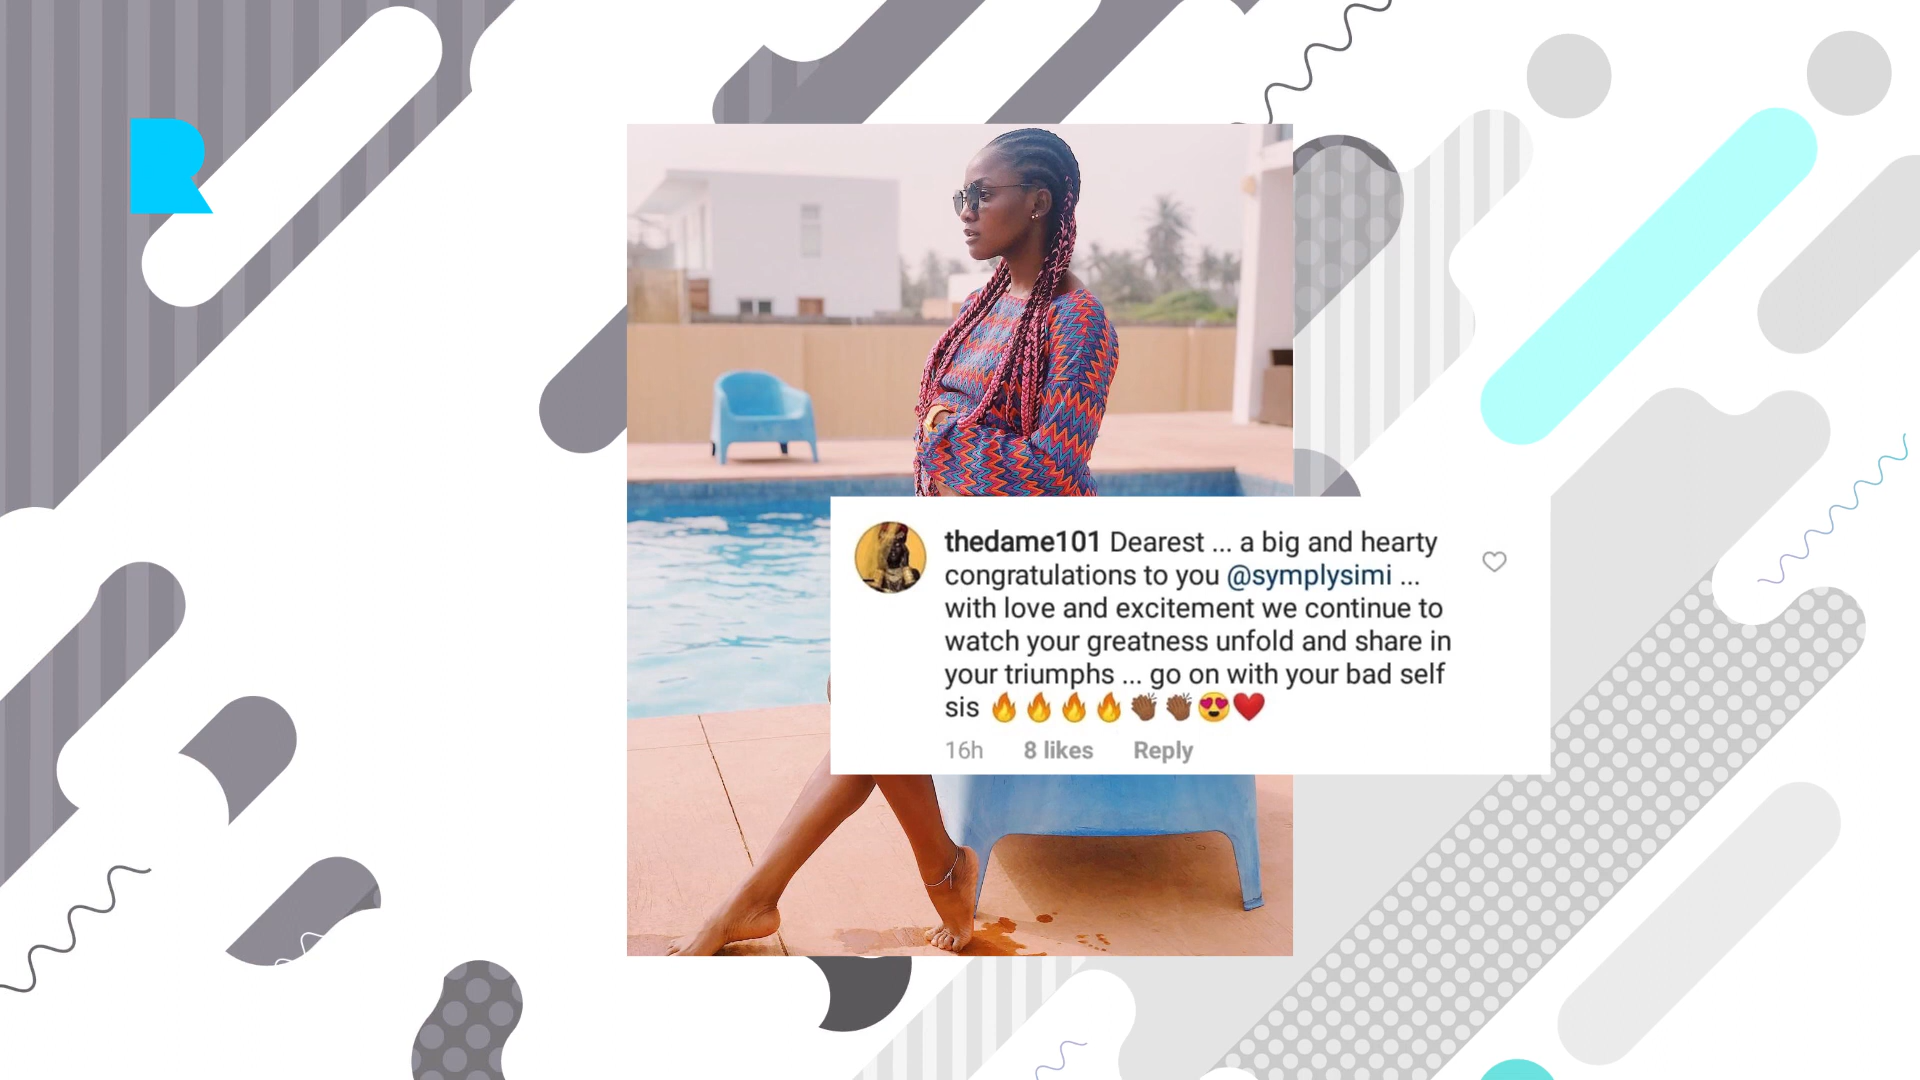 R
thedame101 Dearest ... a big and hearty
congratulations to you @symplysimi ...
with love and excitement we continue to
watch your greatness unfold and share in
your triumphs ... go on with your bad self
sis 🔥🔥🔥🔥👏🏾👏🏾😍❤️
16h 8 likes Reply